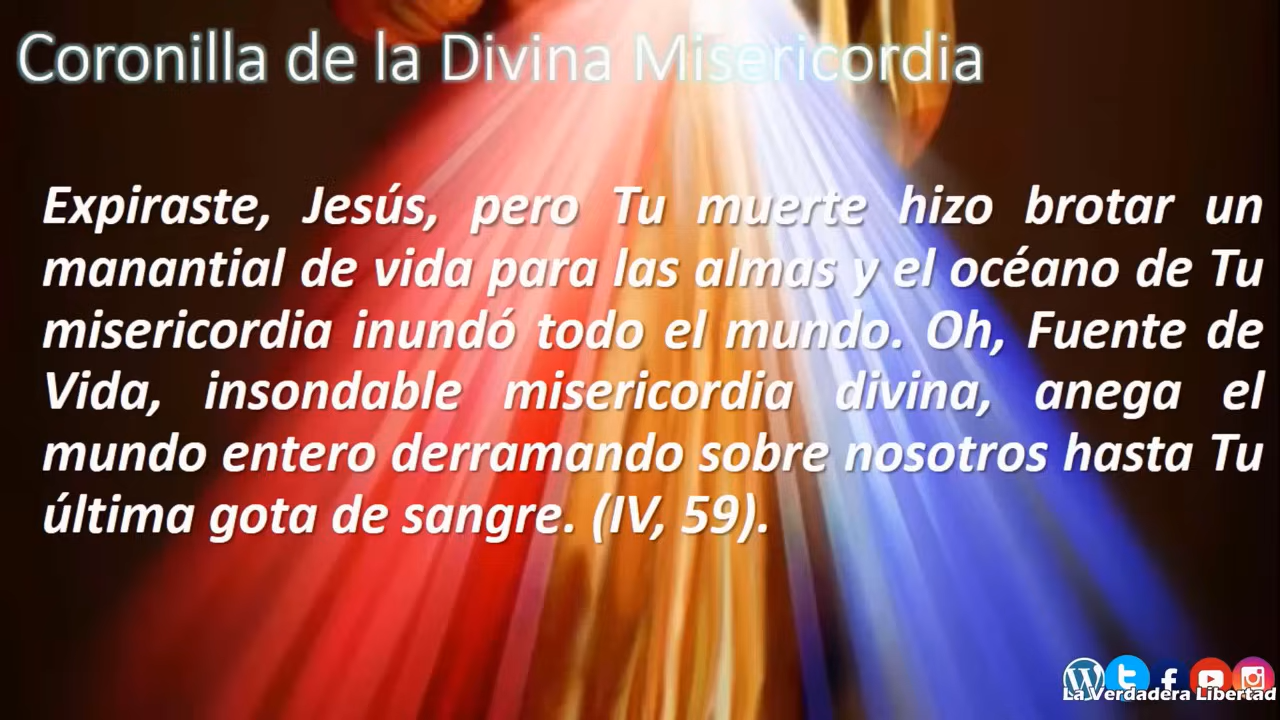 Coronilla de la Divina Misericordia
Expiraste, Jesús, pero Tu muerte hizo brotar un
manantial de vida para las almas y el océano de Tu
misericordia inundó todo el mundo. Oh, Fuente de
Vida, insondable misericordia divina, anega el
mundo entero derramando sobre nosotros hasta Tu
última gota de sangre. (IV, 59).
La Verdadera Libertad